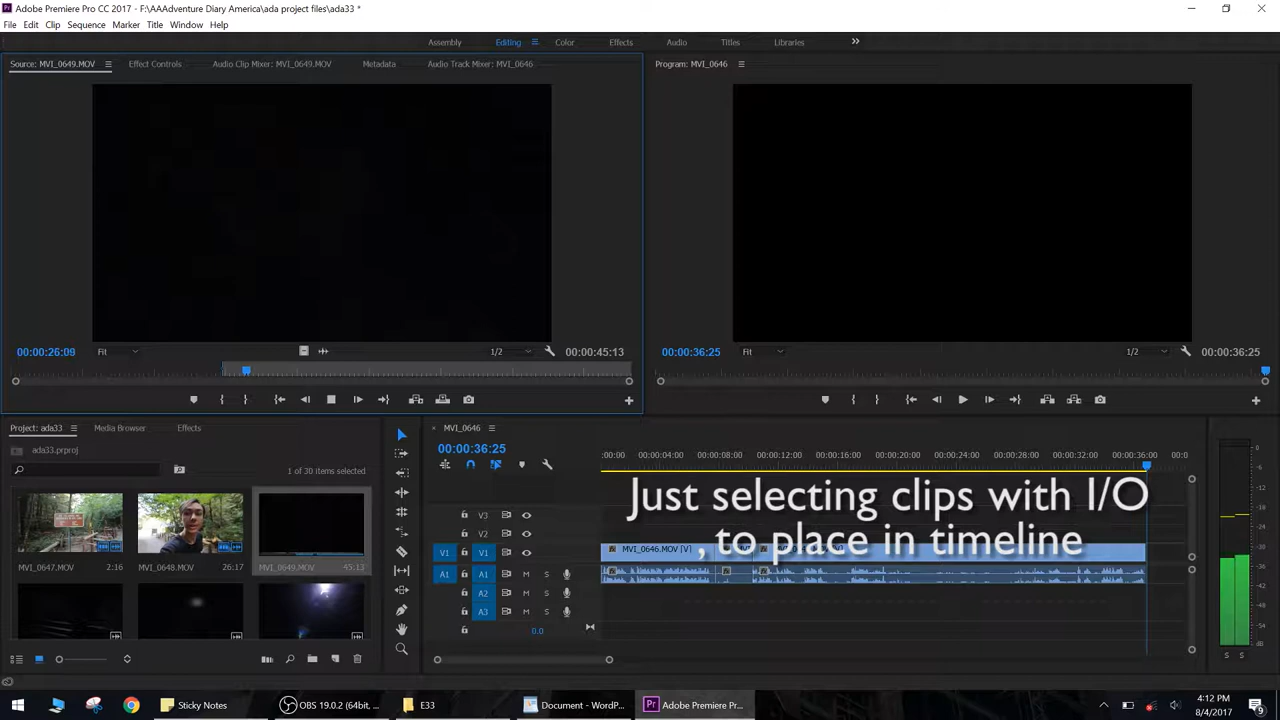 Adobe Premiere Pro CC 2017 - F:\AAAdventure Diary America\ada project files\ada33 *
File Edit Clip Sequence Marker Title Window Help
Assembly Editing Color Effects Audio Titles Libraries
Source: MVI_0649.MOV Effect Controls Audio Clip Mixer: MVI_0649.MOV Metadata Audio Track Mixer: MVI_0646
Program: MVI_0646
00:00:26:09 Fit 1/2 00:00:45:13
00:00:36:25 Fit 1/2 00:00:36:25
Project: ada33 Media Browser Effects
ada33.prproj
1 of 30 items selected
MVI_0647.MOV 2:16 MVI_0648.MOV 26:17 MVI_0649.MOV 45:13
MVI_0646
00:00:36:25
:00:00 00:00:04:00 00:00:08:00 00:00:12:00 00:00:16:00 00:00:20:00 00:00:24:00 00:00:28:00 00:00:32:00 00:00:36:00 00:0
Just selecting clips with I/O
, to place in timeline
V3
V2
V1 V1 MVI_0646.MOV [V]
A1 A1 M S
A2 M S
A3 M S
0.0
S S
Sticky Notes OBS 19.0.2 (64bit, ... E33 Document - WordP... Adobe Premiere Pr...
4:12 PM
8/4/2017
9